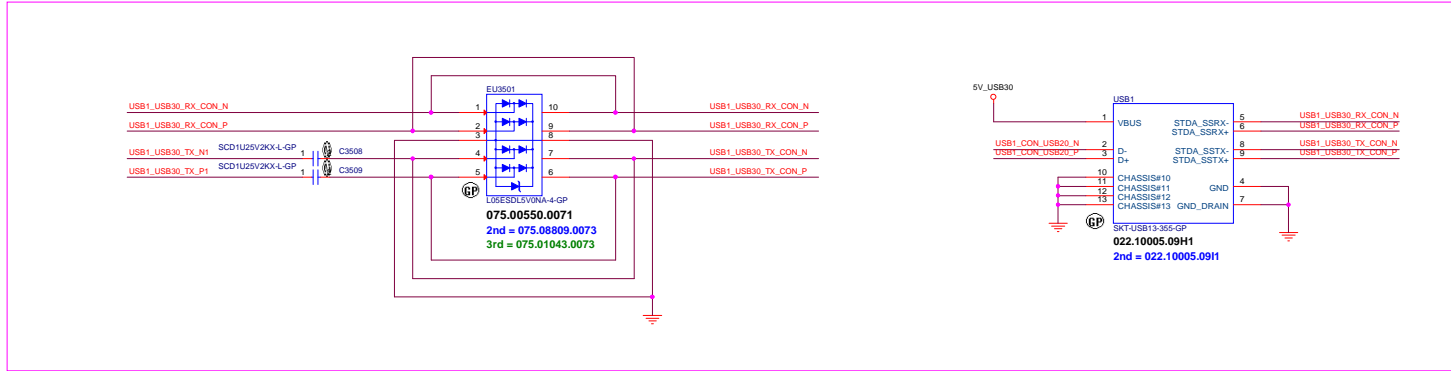 EU3501
USB1_USB30_RX_CON_N 1 10 USB1_USB30_RX_CON_N
USB1_USB30_RX_CON_P 2 9 USB1_USB30_RX_CON_P
3 8
USB1_USB30_TX_N1 SCD1U25V2KX-L-GP 1 C3508 4 7 USB1_USB30_TX_CON_N
USB1_USB30_TX_P1 SCD1U25V2KX-L-GP 1 C3509 5 6 USB1_USB30_TX_CON_P
GP
L05ESDL5V0NA-4-GP
075.00550.0071
2nd = 075.08809.0073
3rd = 075.01043.0073
5V_USB30
USB1
1 VBUS STDA_SSRX- 5 USB1_USB30_RX_CON_N
STDA_SSRX+ 6 USB1_USB30_RX_CON_P
USB1_CON_USB20_N 2 D- STDA_SSTX- 8 USB1_USB30_TX_CON_N
USB1_CON_USB20_P 3 D+ STDA_SSTX+ 9 USB1_USB30_TX_CON_P
10 CHASSIS#10
11 CHASSIS#11 GND 4
12 CHASSIS#12
13 CHASSIS#13 GND_DRAIN 7
GP
SKT-USB13-355-GP
022.10005.09H1
2nd = 022.10005.09I1